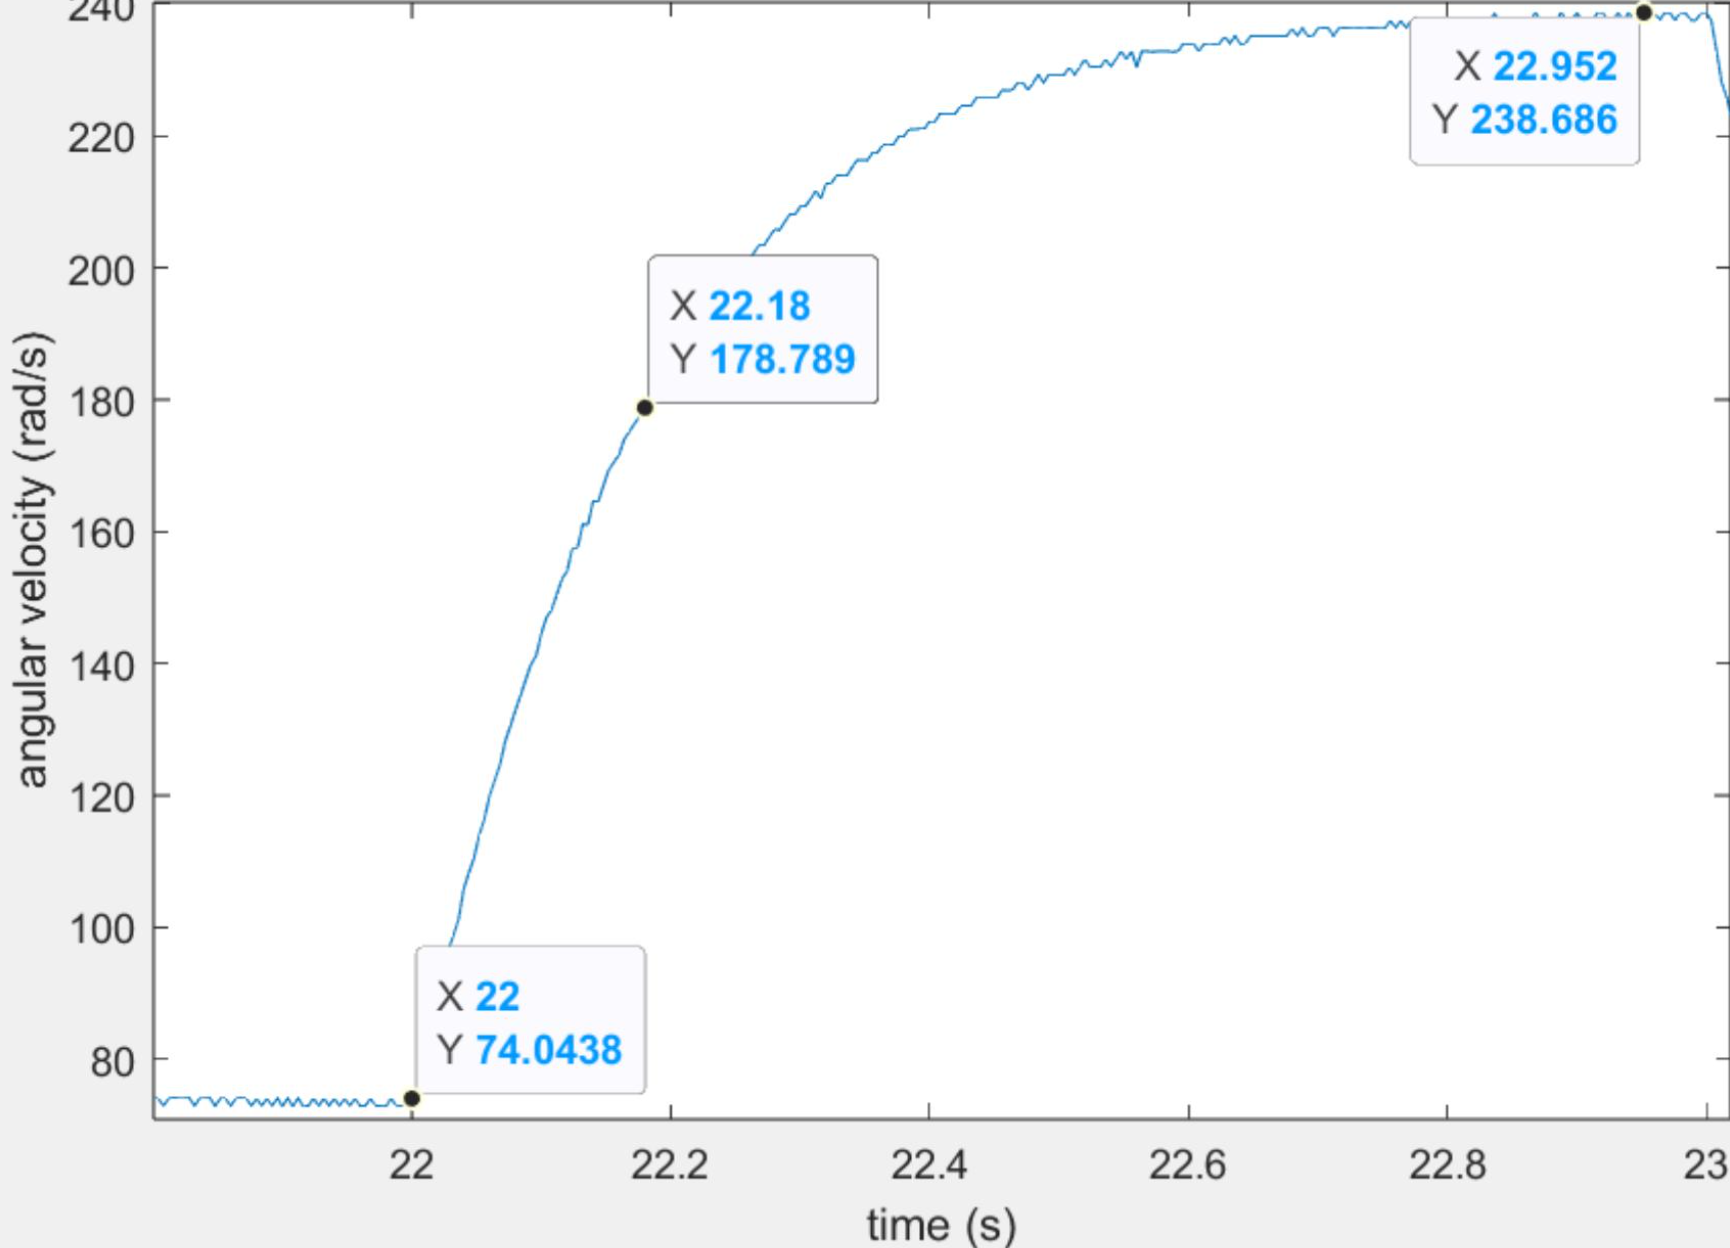 240
220
200
180
160
140
120
100
80
angular velocity (rad/s)
X 22.952
Y 238.686
X 22.18
Y 178.789
X 22
Y 74.0438
22
22.2
22.4
22.6
22.8
23
time (s)